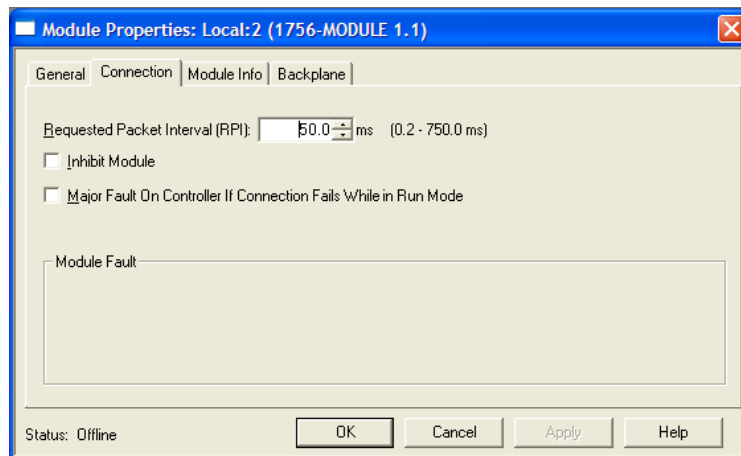 Module Properties: Local:2 (1756-MODULE 1.1)
General Connection Module Info Backplane
Requested Packet Interval (RPI): 50.0 ms (0.2 - 750.0 ms)
Inhibit Module
Major Fault On Controller If Connection Fails While in Run Mode
Module Fault
Status: Offline OK Cancel Apply Help